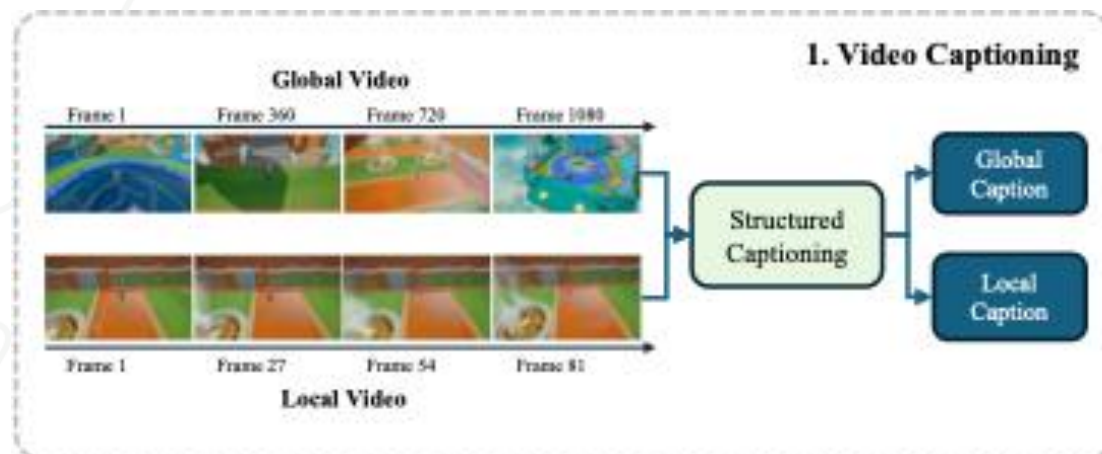 1. Video Captioning
Global Video
Frame 1 Frame 360 Frame 720 Frame 1080
Structured
Captioning
Global
Caption
Local
Caption
Frame 1 Frame 27 Frame 54 Frame 81
Local Video